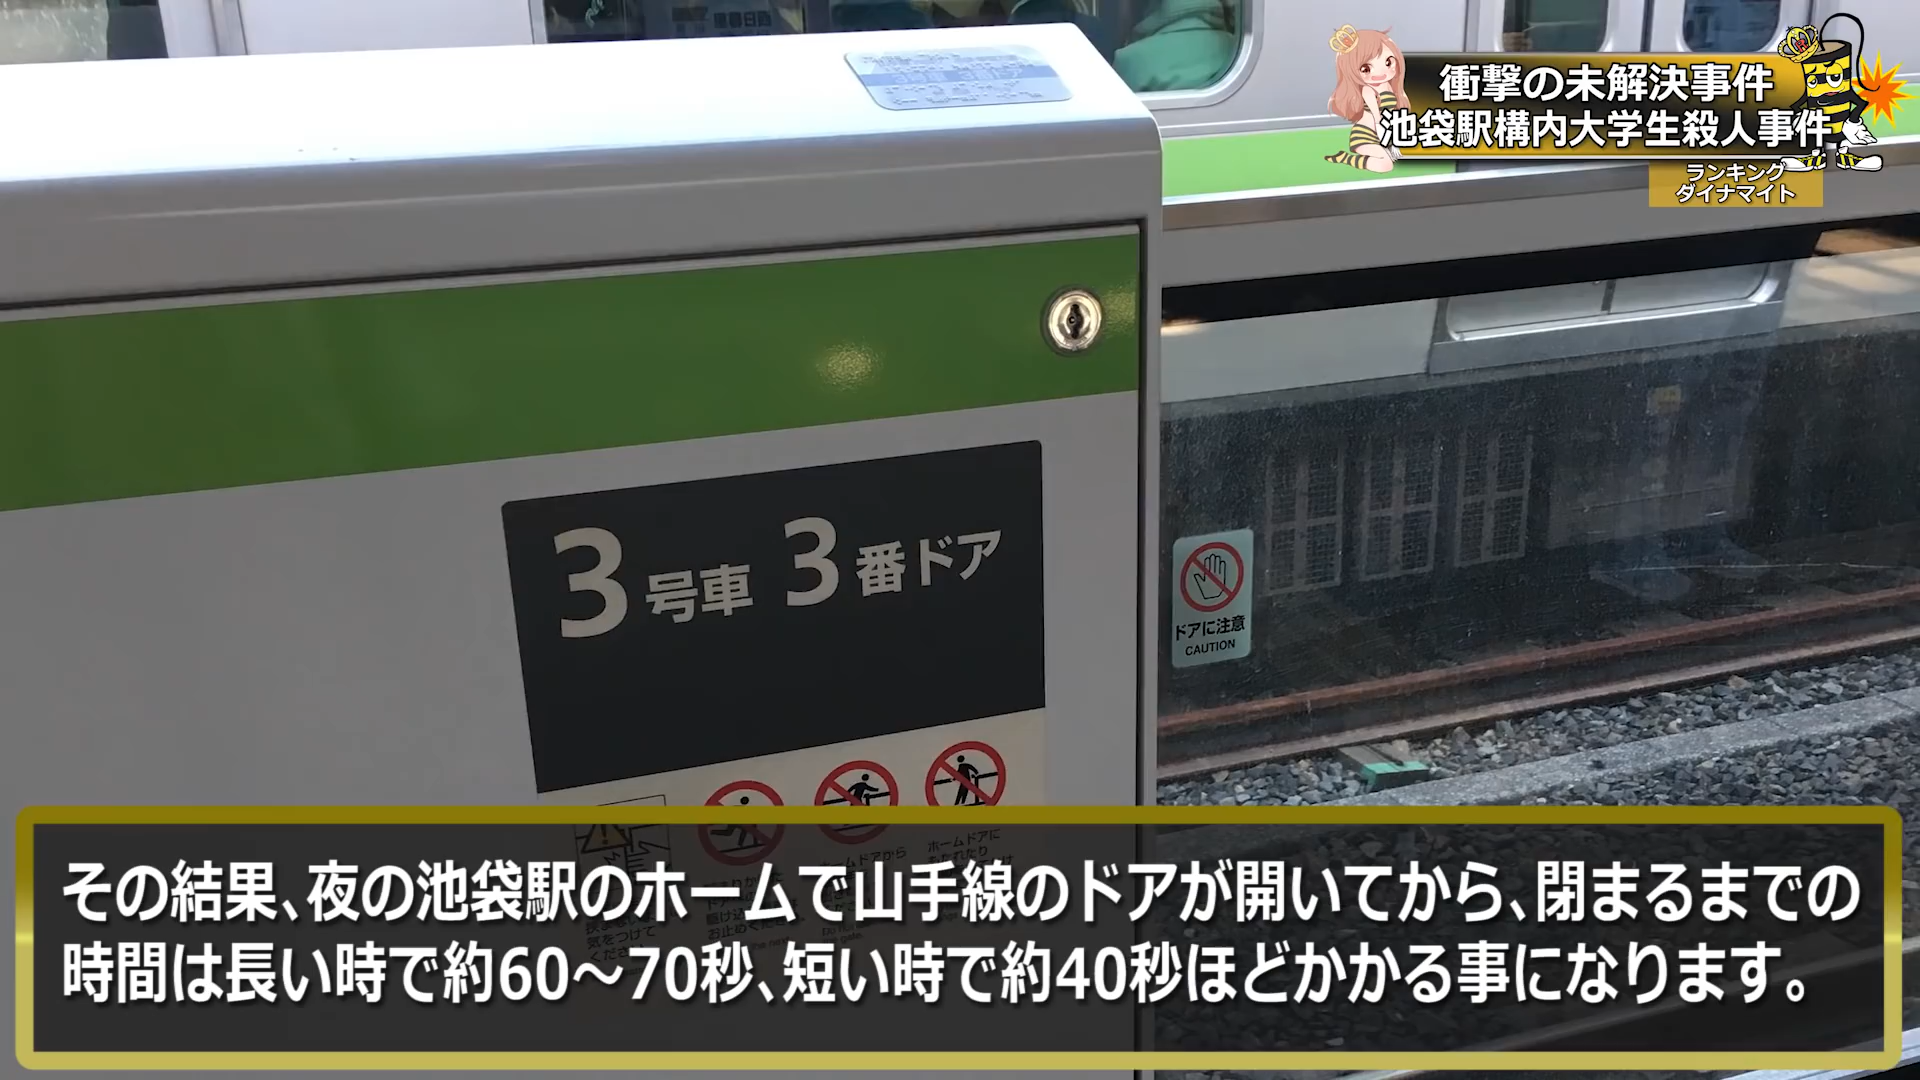 衝撃の未解決事件
池袋駅構内大学生殺人事件
ランキング
ダイナマイト
3号車 3番ドア
ドアに注意
CAUTION
その結果、夜の池袋駅のホームで山手線のドアが開いてから、閉まるまでの
時間は長い時で約60～70秒、短い時で約40秒ほどかかる事になります。